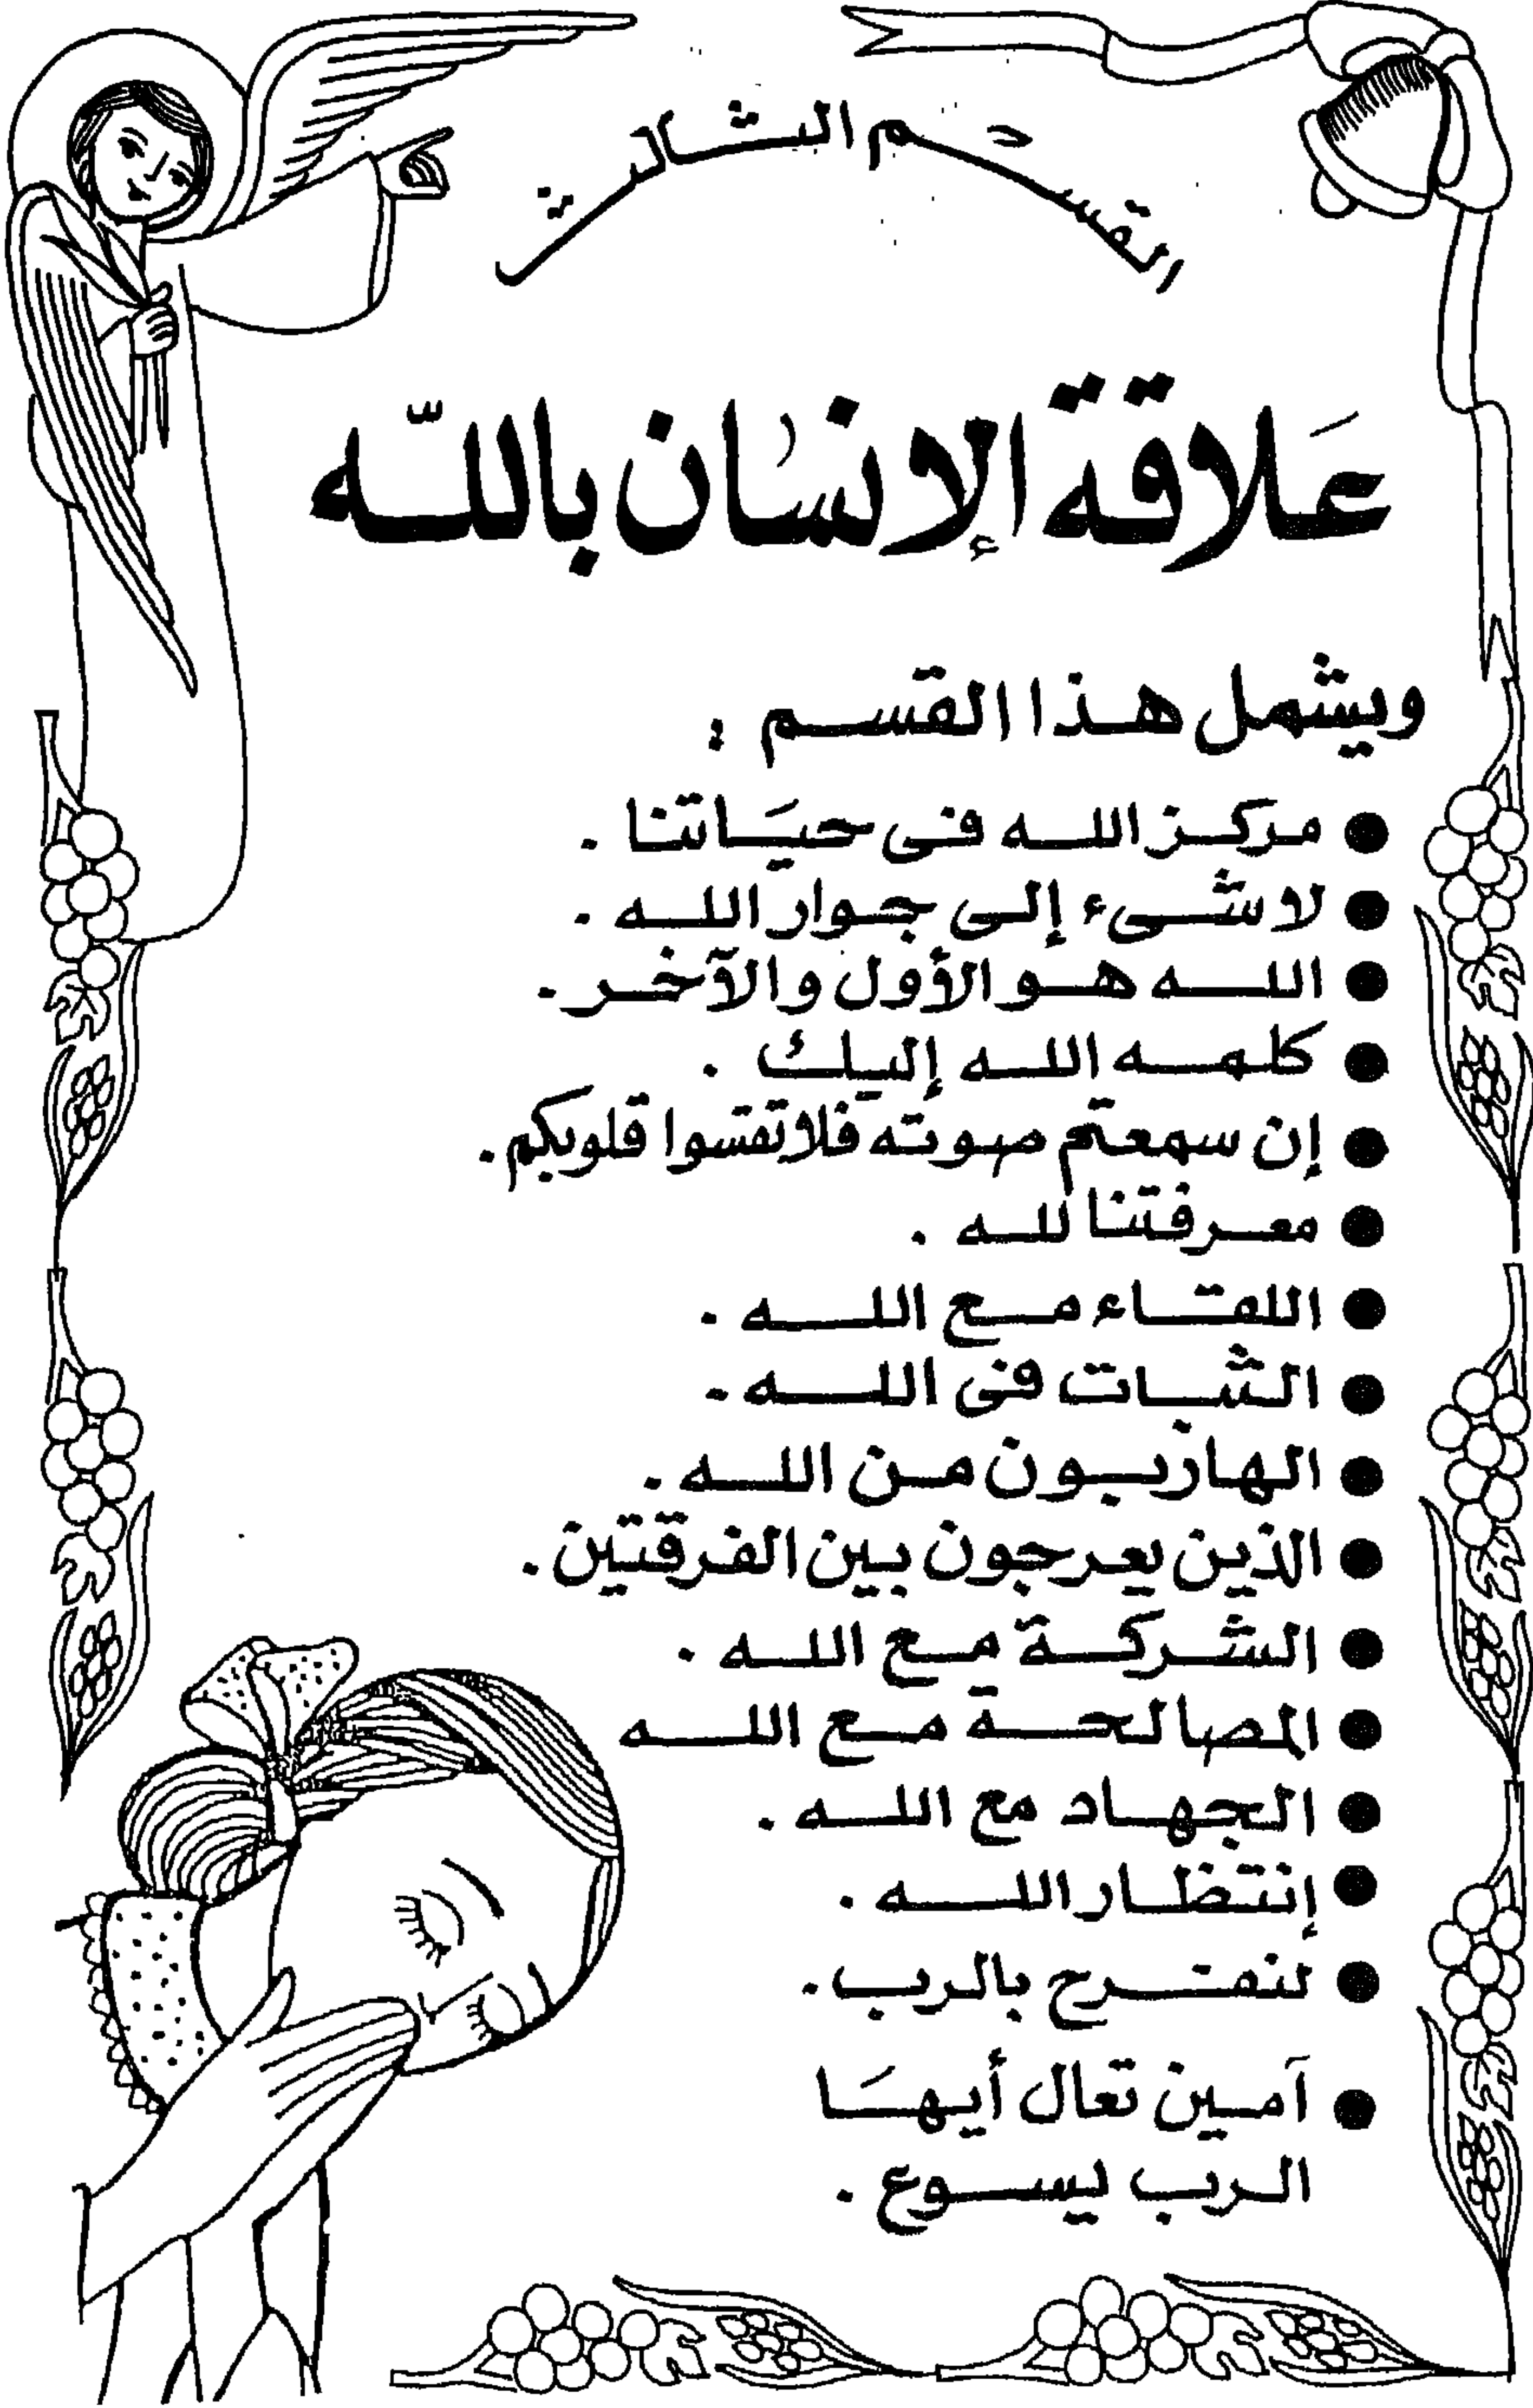 القسم الثالث
علاقة الإنسان بالله
ويشمل هذا القسم :
● مركز الله فى حياتنا .
● لا شىء إلى جوار الله .
● الله هو الأول والآخر .
● كلمه الله إليك .
● إن سمعتم صوته فلا تقسوا قلوبكم .
● معرفتنا لله .
● اللقاء مع الله .
● الثبات فى الله .
● الهاربون من الله .
● الذين يعرجون بين الفرقتين .
● الشركة مع الله .
● المصالحة مع الله
● الجهاد مع الله .
● إنتظار الله .
● لنفرح بالرب .
● آمين تعال أيها
الرب يسوع .